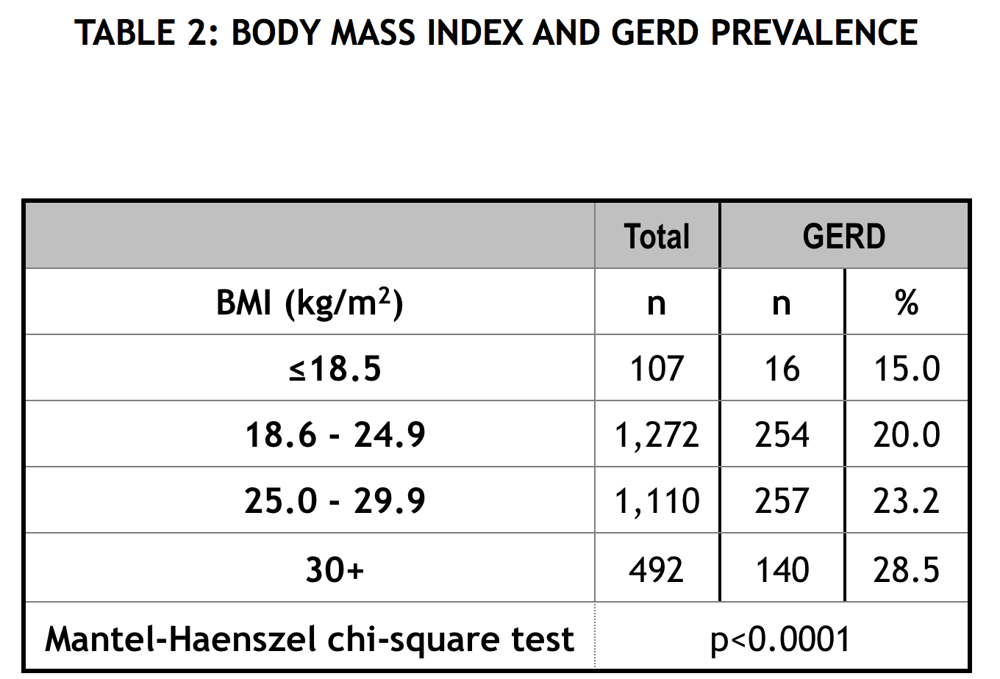 TABLE 2: BODY MASS INDEX AND GERD PREVALENCE
Total GERD
BMI (kg/m²) n n %
≤18.5 107 16 15.0
18.6 - 24.9 1,272 254 20.0
25.0 - 29.9 1,110 257 23.2
30+ 492 140 28.5
Mantel-Haenszel chi-square test p<0.0001